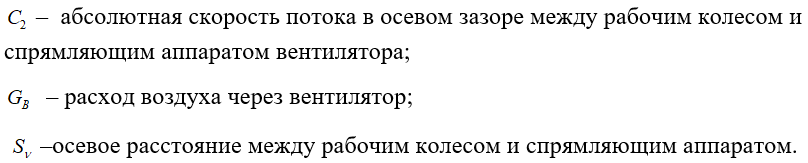 C₂ – абсолютная скорость потока в осевом зазоре между рабочим колесом и
спрямляющим аппаратом вентилятора;
G_B – расход воздуха через вентилятор;
S_V –осевое расстояние между рабочим колесом и спрямляющим аппаратом.